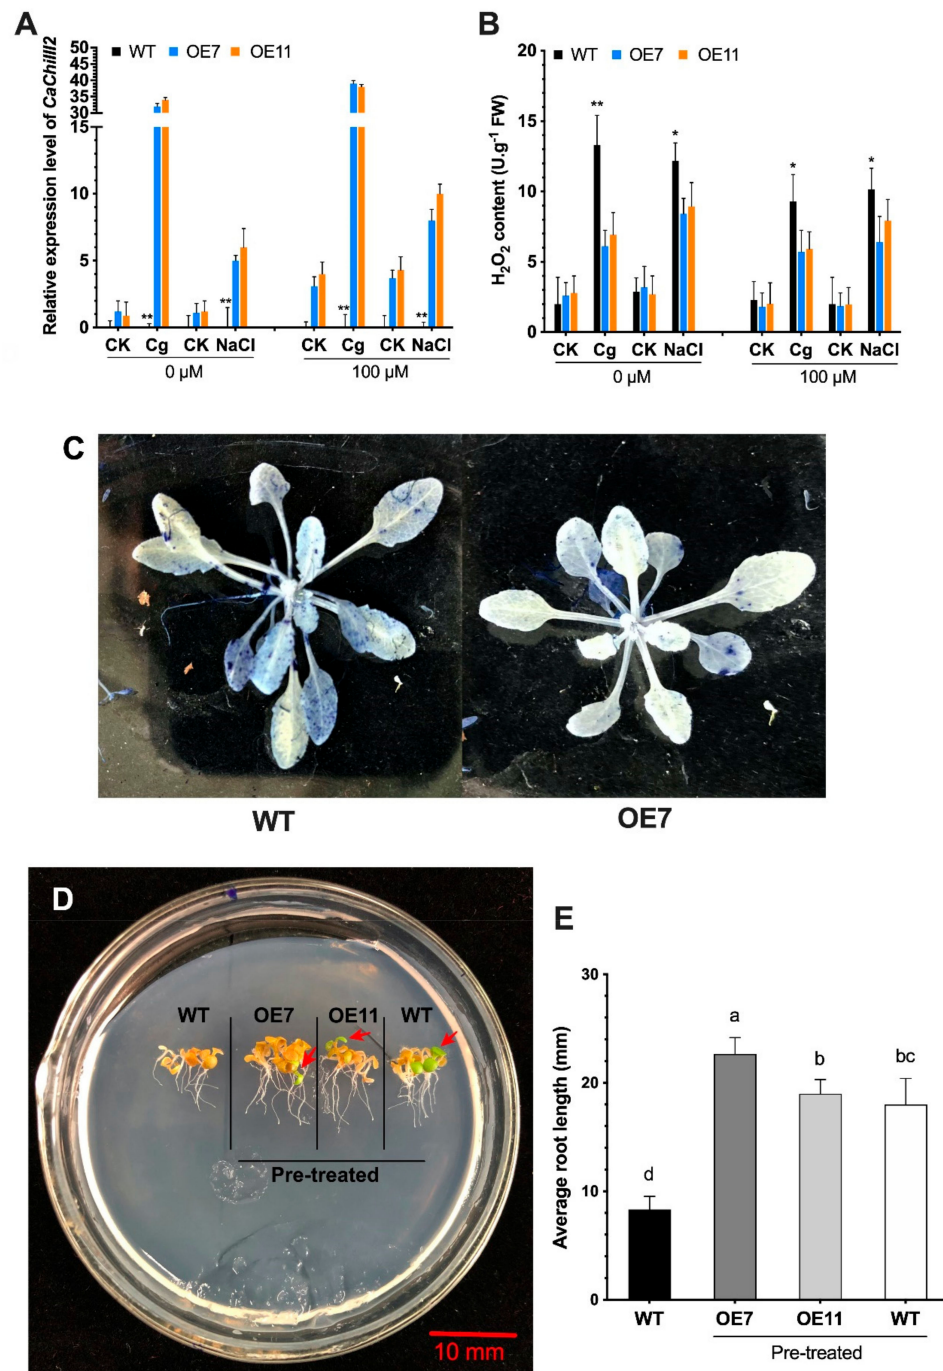 A
WT OE7 OE11
Relative expression level of CaChiIII2
50
45
40
35
30
15
10
5
0
** ** ** **
CK Cg CK NaCl CK Cg CK NaCl
0 µM 100 µM
B
WT OE7 OE11
H₂O₂ content (U.g⁻¹ FW)
20
15
10
5
0
** * * *
CK Cg CK NaCl CK Cg CK NaCl
0 µM 100 µM
C
WT OE7
D
WT OE7 OE11 WT
Pre-treated
10 mm
E
Average root length (mm)
30
20
10
0
d a b bc
WT OE7 OE11 WT
Pre-treated